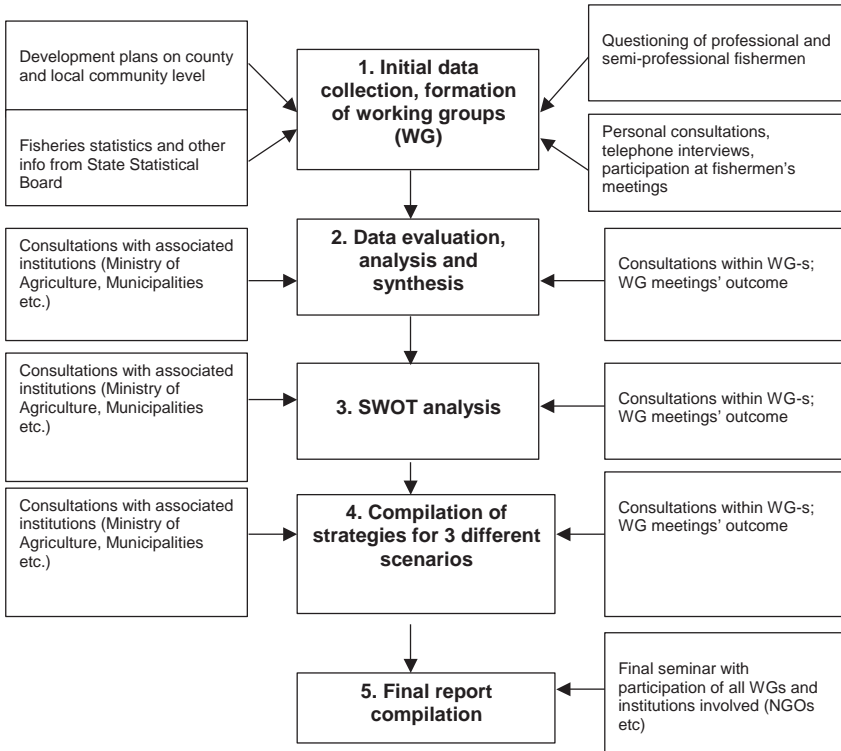 Development plans on county
and local community level
Fisheries statistics and other
info from State Statistical
Board
1. Initial data
collection, formation
of working groups
(WG)
Questioning of professional and
semi-professional fishermen
Personal consultations,
telephone interviews,
participation at fishermen’s
meetings
Consultations with associated
institutions (Ministry of
Agriculture, Municipalities
etc.)
2. Data evaluation,
analysis and
synthesis
Consultations within WG-s;
WG meetings’ outcome
Consultations with associated
institutions (Ministry of
Agriculture, Municipalities
etc.)
3. SWOT analysis
Consultations within WG-s;
WG meetings’ outcome
Consultations with associated
institutions (Ministry of
Agriculture, Municipalities
etc.)
4. Compilation of
strategies for 3 different
scenarios
Consultations within WG-s;
WG meetings’ outcome
5. Final report
compilation
Final seminar with
participation of all WGs and
institutions involved (NGOs
etc)